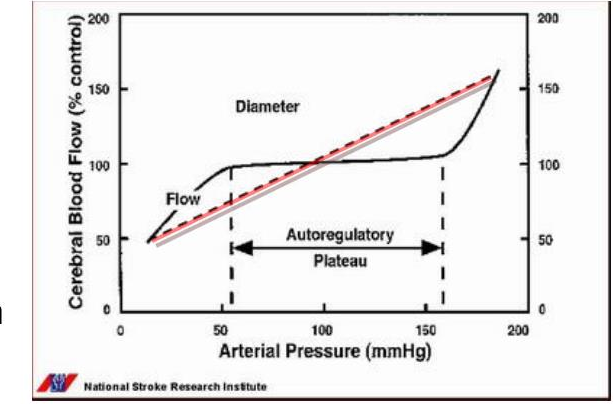 Cerebral Blood Flow (% control)
200
150
100
50
0
200
150
100
50
0
Diameter
Flow
Autoregulatory
Plateau
0
50
100
150
200
Arterial Pressure (mmHg)
National Stroke Research Institute